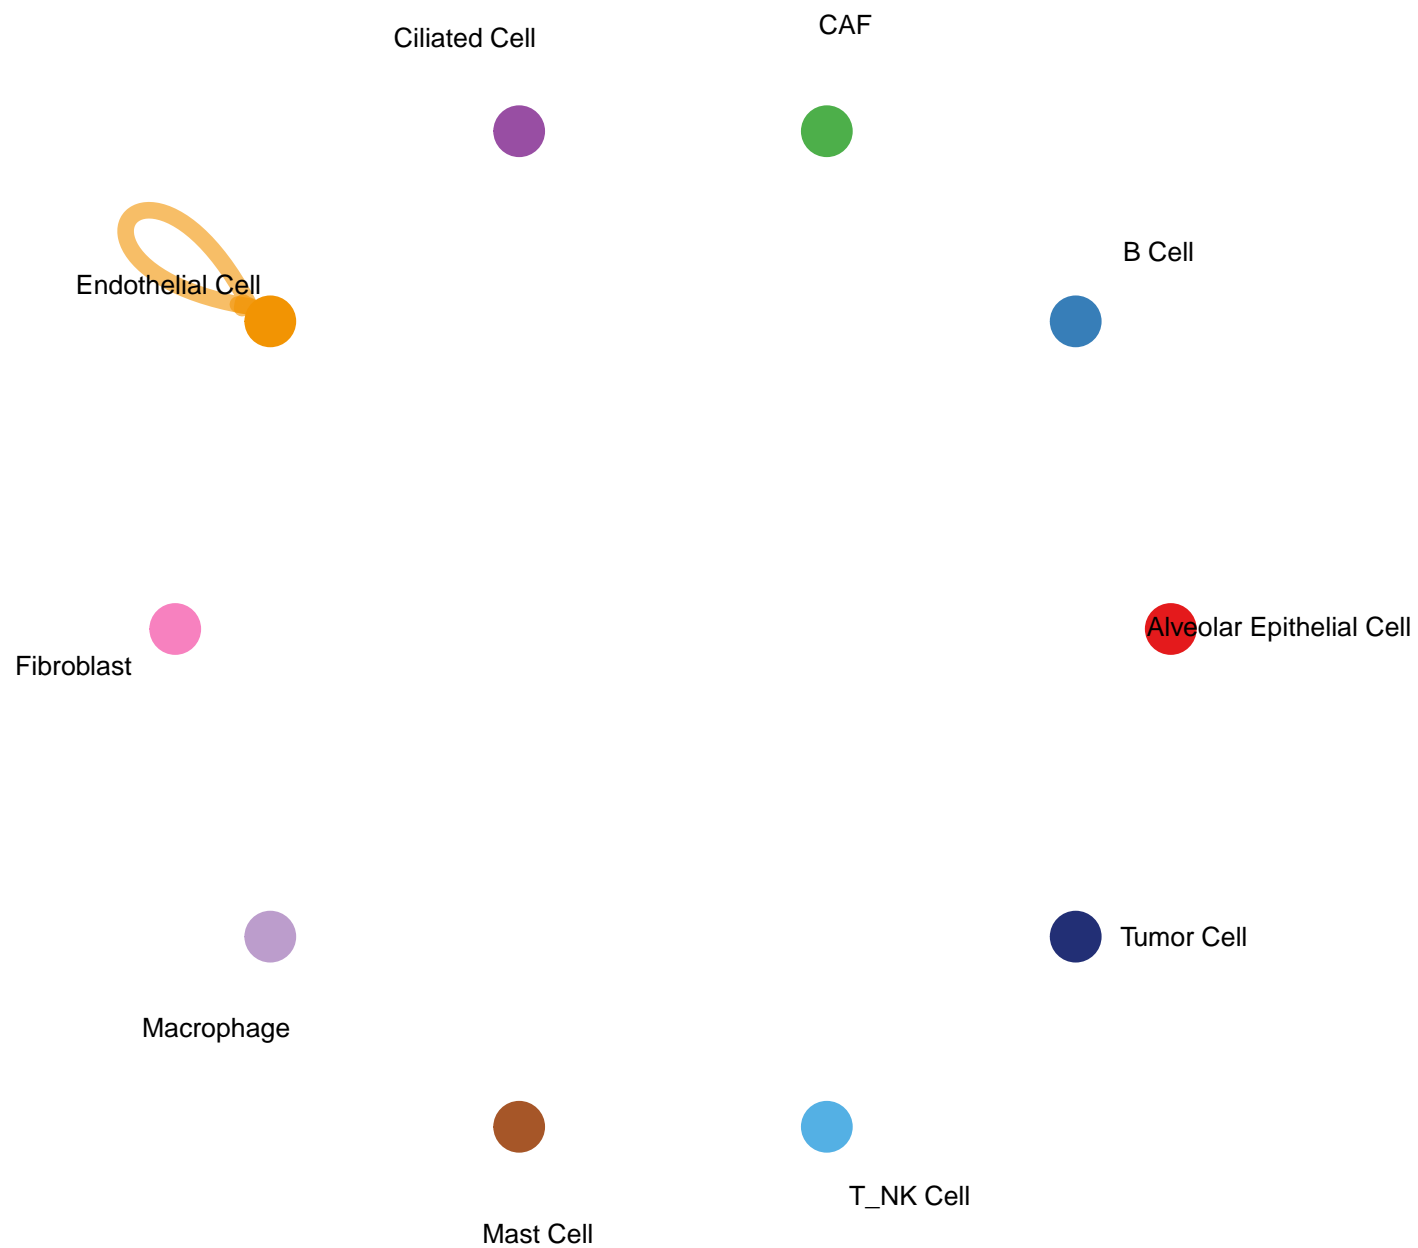 CAF
Ciliated Cell
B Cell
Endothelial Cell
Alveolar Epithelial Cell
Fibroblast
Tumor Cell
Macrophage
T_NK Cell
Mast Cell